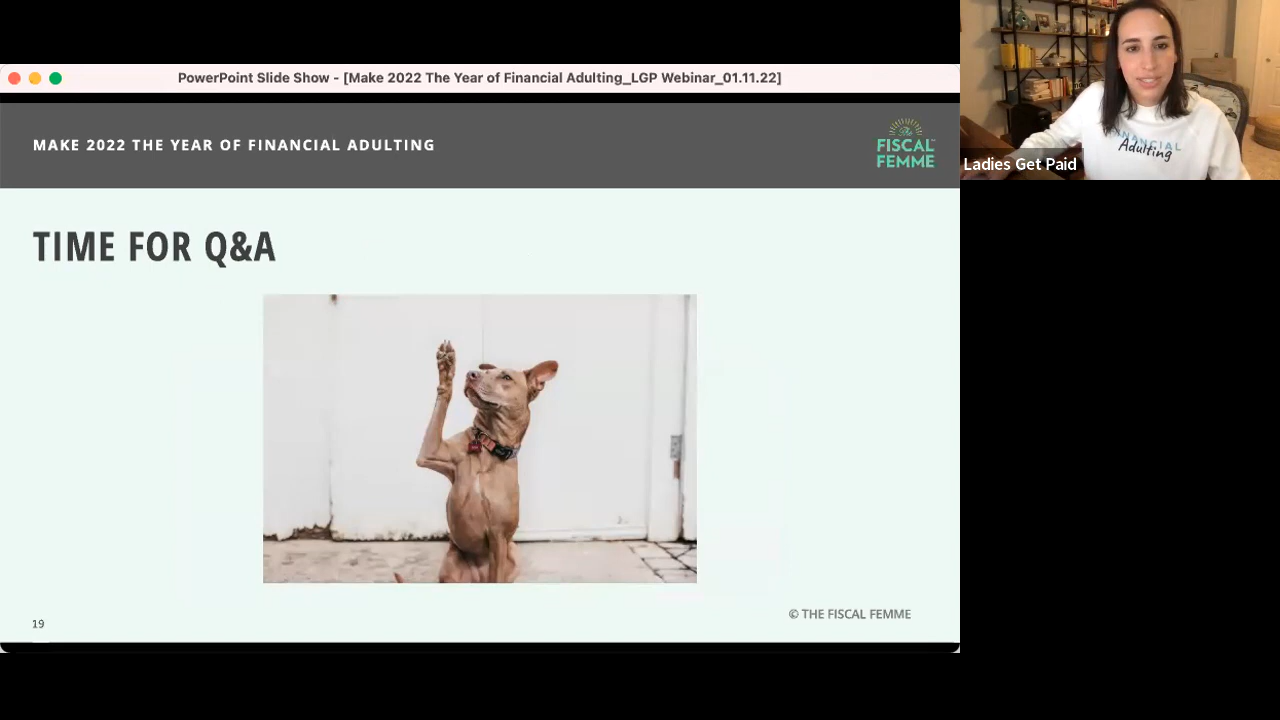 PowerPoint Slide Show - [Make 2022 The Year of Financial Adulting_LGP Webinar_01.11.22]
MAKE 2022 THE YEAR OF FINANCIAL ADULTING
The
FISCAL
FEMME
TIME FOR Q&A
19
© THE FISCAL FEMME
FINANCIAL
Adulting
Ladies Get Paid